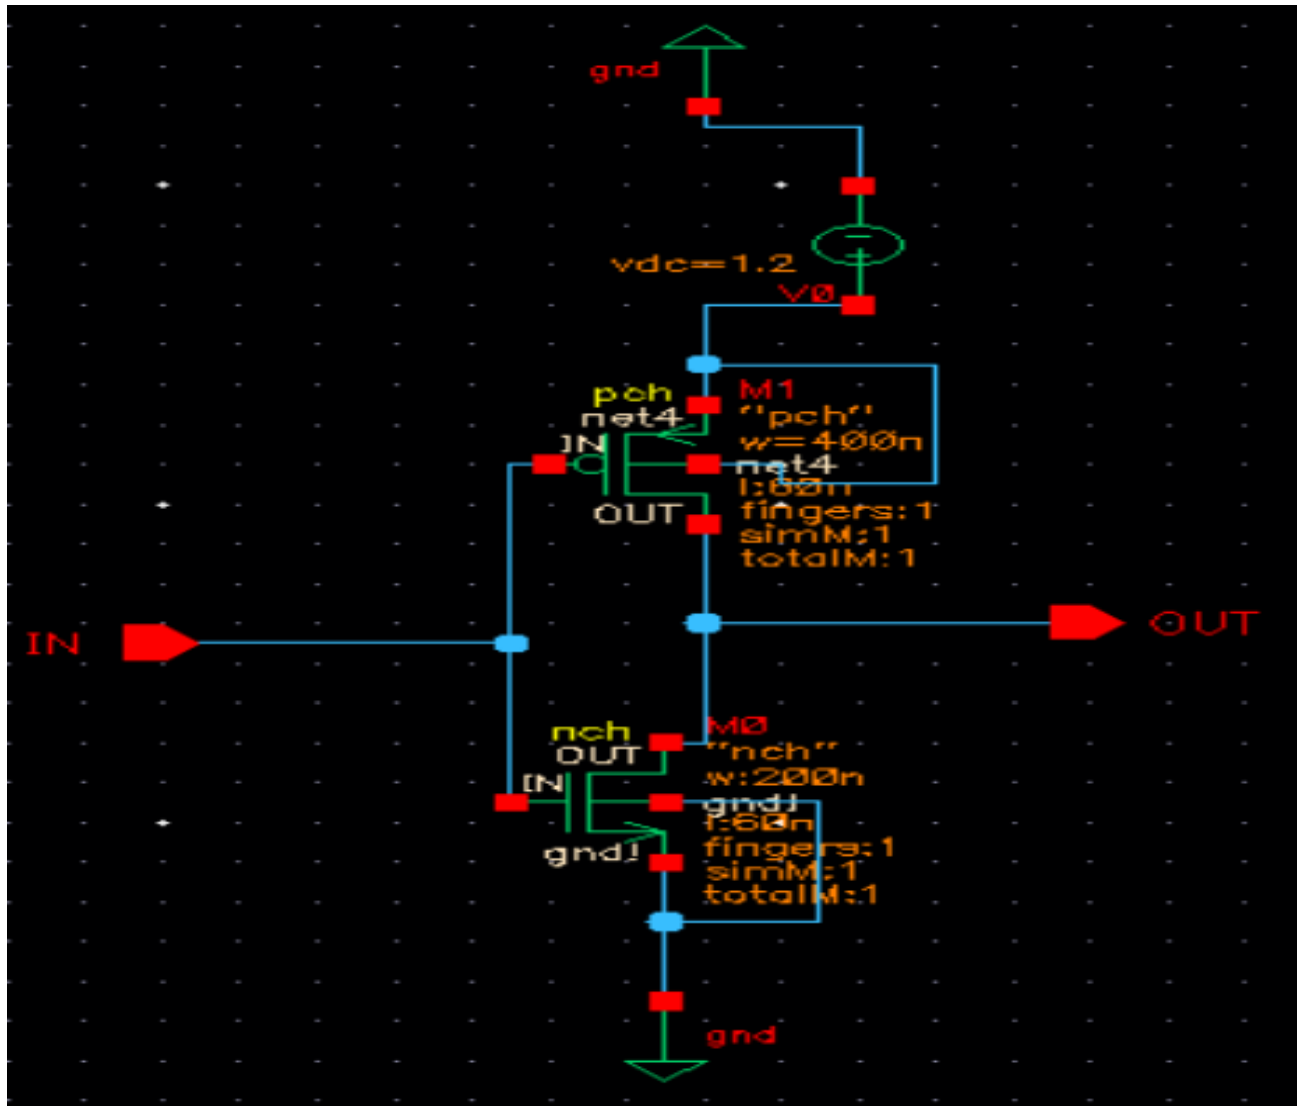 gnd
vdc=1.2
V0
pch
M1
net4
"pch"
IN
w=400n
net4
l:60n
OUT
fingers:1
simM:1
totalM:1
IN
OUT
nch
M0
OUT
"nch"
IN
w:200n
gnd!
l:60n
gnd!
fingers:1
simM:1
totalM:1
gnd